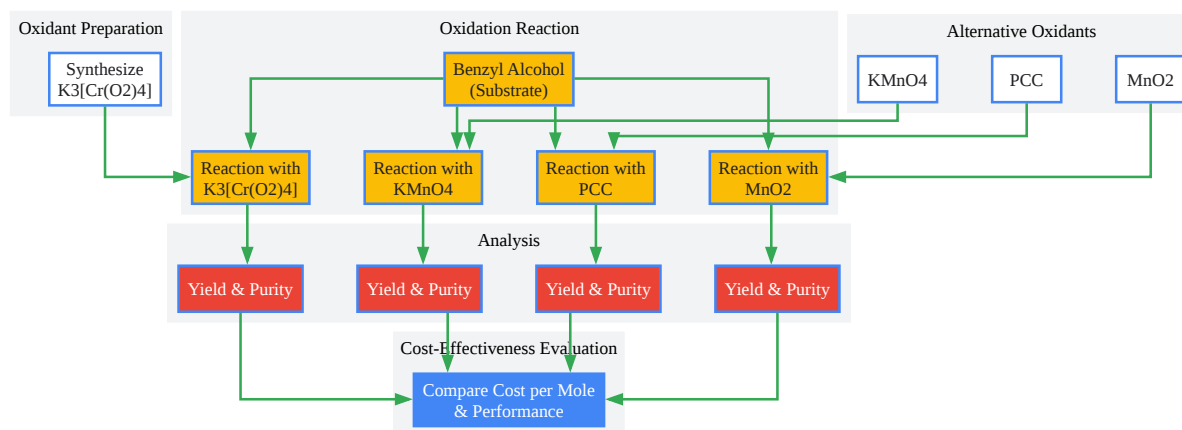 Oxidant Preparation
Oxidation Reaction
Alternative Oxidants
Synthesize
K3[Cr(O2)4]
Benzyl Alcohol
(Substrate)
KMnO4
PCC
MnO2
Reaction with
K3[Cr(O2)4]
Reaction with
KMnO4
Reaction with
PCC
Reaction with
MnO2
Analysis
Yield & Purity
Yield & Purity
Yield & Purity
Yield & Purity
Cost-Effectiveness Evaluation
Compare Cost per Mole
& Performance